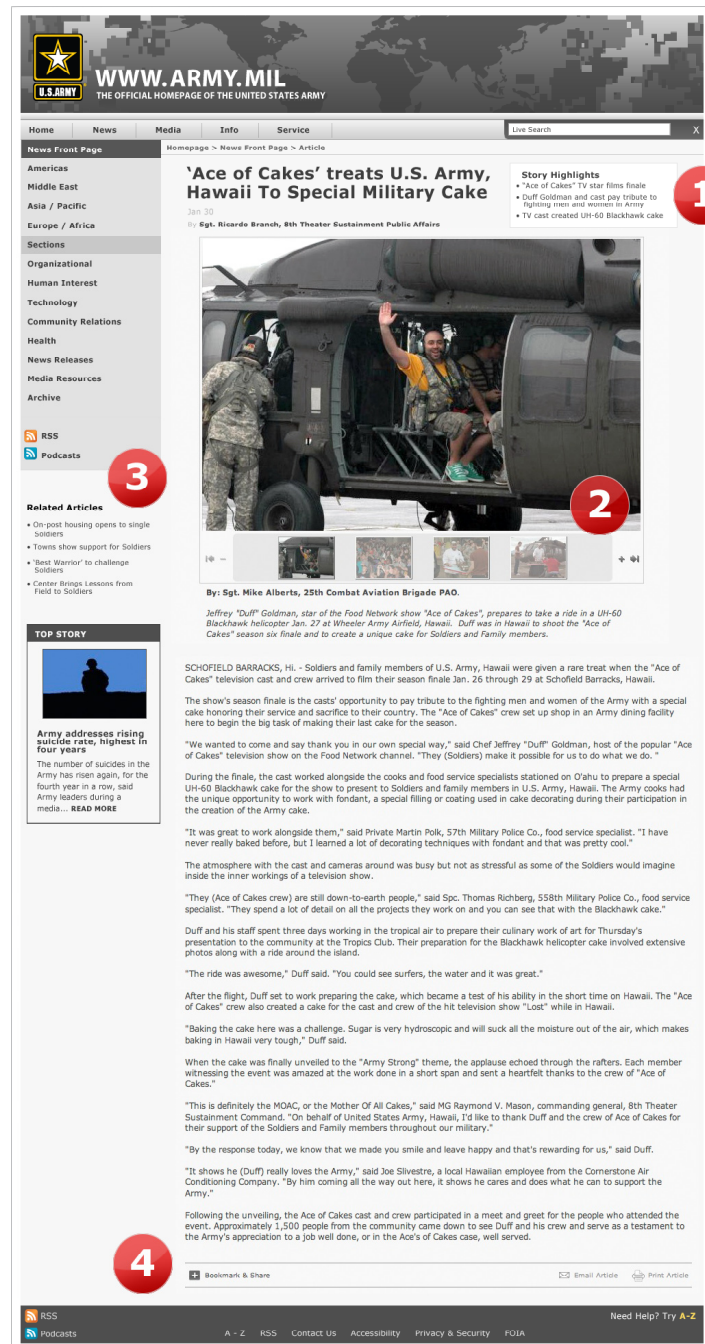 U.S.ARMY
WWW.ARMY.MIL
THE OFFICIAL HOMEPAGE OF THE UNITED STATES ARMY
Home News Media Info Service
Live Search X
News Front Page
Homepage > News Front Page > Article
Americas
Middle East
Asia / Pacific
Europe / Africa
Sections
Organizational
Human Interest
Technology
Community Relations
Health
News Releases
Media Resources
Archive
RSS
Podcasts
3
Related Articles
• On-post housing opens to single
Soldiers
• Towns show support for Soldiers
• 'Best Warrior' to challenge
Soldiers
• Center Brings Lessons from
Field to Soldiers
TOP STORY
Army addresses rising
suicide rate, highest in
four years
The number of suicides in the
Army has risen again, for the
fourth year in a row, said
Army leaders during a
media... READ MORE
‘Ace of Cakes’ treats U.S. Army,
Hawaii To Special Military Cake
Jan 30
By Sgt. Ricardo Branch, 8th Theater Sustainment Public Affairs
Story Highlights
• "Ace of Cakes" TV star films finale
• Duff Goldman and cast pay tribute to
fighting men and women in Army
• TV cast created UH-60 Blackhawk cake
1
2
By: Sgt. Mike Alberts, 25th Combat Aviation Brigade PAO.
Jeffrey "Duff" Goldman, star of the Food Network show "Ace of Cakes", prepares to take a ride in a UH-60
Blackhawk helicopter Jan. 27 at Wheeler Army Airfield, Hawaii. Duff was in Hawaii to shoot the "Ace of
Cakes" season six finale and to create a unique cake for Soldiers and Family members.
SCHOFIELD BARRACKS, Hi. - Soldiers and family members of U.S. Army, Hawaii were given a rare treat when the "Ace of
Cakes" television cast and crew arrived to film their season finale Jan. 26 through 29 at Schofield Barracks, Hawaii.
The show's season finale is the casts' opportunity to pay tribute to the fighting men and women of the Army with a special
cake honoring their service and sacrifice to their country. The "Ace of Cakes" crew set up shop in an Army dining facility
here to begin the big task of making their last cake for the season.
"We wanted to come and say thank you in our own special way," said Chef Jeffrey "Duff" Goldman, host of the popular "Ace
of Cakes" television show on the Food Network channel. "They (Soldiers) make it possible for us to do what we do. "
During the finale, the cast worked alongside the cooks and food service specialists stationed on O'ahu to prepare a special
UH-60 Blackhawk cake for the show to present to Soldiers and family members in U.S. Army, Hawaii. The Army cooks had
the unique opportunity to work with fondant, a special filling or coating used in cake decorating during their participation in
the creation of the Army Cake.
"It was great to work alongside them," said Private Martin Polk, 57th Military Police Co., food service specialist. "I have
never really baked before, but I learned a lot of decorating techniques with fondant and that was pretty cool."
The atmosphere with the cast and cameras around was busy but not as stressful as some of the Soldiers would imagine
inside the inner workings of a television show.
"They (Ace of Cakes crew) are still down-to-earth people," said Spc. Thomas Richberg, 558th Military Police Co., food service
specialist. "They spend a lot of detail on all the projects they work on and you can see that with the Blackhawk cake."
Duff and his staff spent three days working in the tropical air to prepare their culinary work of art for Thursday's
presentation to the community at the Tropics Club. Their preparation for the Blackhawk helicopter cake involved extensive
photos along with a ride around the island.
"The ride was awesome," Duff said. "You could see surfers, the water and it was great."
After the flight, Duff set to work preparing the cake, which became a test of his ability in the short time on Hawaii. The "Ace
of Cakes" crew also created a cake for the cast and crew of the hit television show "Lost" while in Hawaii.
"Baking the cake here was a challenge. Sugar is very hydroscopic and will suck all the moisture out of the air, which makes
baking in Hawaii very tough," Duff said.
When the cake was finally unveiled to the "Army Strong" theme, the applause echoed through the rafters. Each member
witnessing the event was amazed at the work done in a short span and sent a heartfelt thanks to the crew of "Ace of
Cakes."
"This is definitely the MOAC, or the Mother Of All Cakes," said MG Raymond V. Mason, commanding general, 8th Theater
Sustainment Command. "On behalf of United States Army, Hawaii, I'd like to thank Duff and the crew of Ace of Cakes for
their support of the Soldiers and Family members throughout our military."
"By the response today, we know that we made you smile and leave happy and that's rewarding for us," said Duff.
"It shows he (Duff) really loves the Army," said Joe Slivestre, a local Hawaiian employee from the Cornerstone Air
Conditioning Company. "By him coming all the way out here, it shows he cares and does what he can to support the
Army."
Following the unveiling, the Ace of Cakes cast and crew participated in a meet and greet for the people who attended the
event. Approximately 1,500 people from the community came down to see Duff and his crew and serve as a testament to
the Army's appreciation to a job well done, or in the Ace's of Cakes case, well served.
4
Bookmark & Share Email Article Print Article
RSS Need Help? Try A-Z
Podcasts A - Z RSS Contact Us Accessibility Privacy & Security FOIA